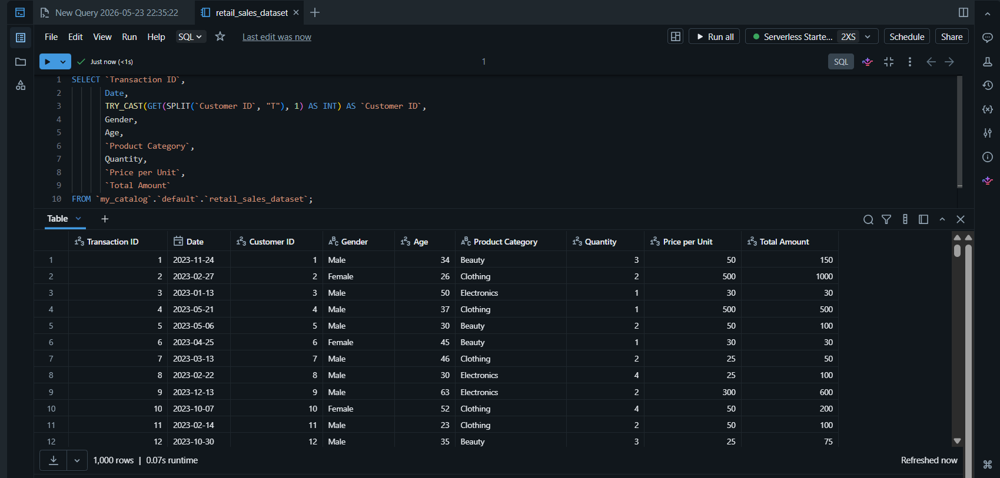 New Query 2026-05-23 22:35:22
retail_sales_dataset
File Edit View Run Help SQL Last edit was now
Run all Serverless Starte... 2XS Schedule Share
Just now (<1s) 1 SQL
1 SELECT `Transaction ID`,
2 Date,
3 TRY_CAST(GET(SPLIT(`Customer ID`, "T"), 1) AS INT) AS `Customer ID`,
4 Gender,
5 Age,
6 `Product Category`,
7 Quantity,
8 `Price per Unit`,
9 `Total Amount`
10 FROM `my_catalog`.`default`.`retail_sales_dataset`;
Table
Transaction ID Date Customer ID Gender Age Product Category Quantity Price per Unit Total Amount
1 1 2023-11-24 1 Male 34 Beauty 3 50 150
2 2 2023-02-27 2 Female 26 Clothing 2 500 1000
3 3 2023-01-13 3 Male 50 Electronics 1 30 30
4 4 2023-05-21 4 Male 37 Clothing 1 500 500
5 5 2023-05-06 5 Male 30 Beauty 2 50 100
6 6 2023-04-25 6 Female 45 Beauty 1 30 30
7 7 2023-03-13 7 Male 46 Clothing 2 25 50
8 8 2023-02-22 8 Male 30 Electronics 4 25 100
9 9 2023-12-13 9 Male 63 Electronics 2 300 600
10 10 2023-10-07 10 Female 52 Clothing 4 50 200
11 11 2023-02-14 11 Male 23 Clothing 2 50 100
12 12 2023-10-30 12 Male 35 Beauty 3 25 75
1,000 rows | 0.07s runtime Refreshed now